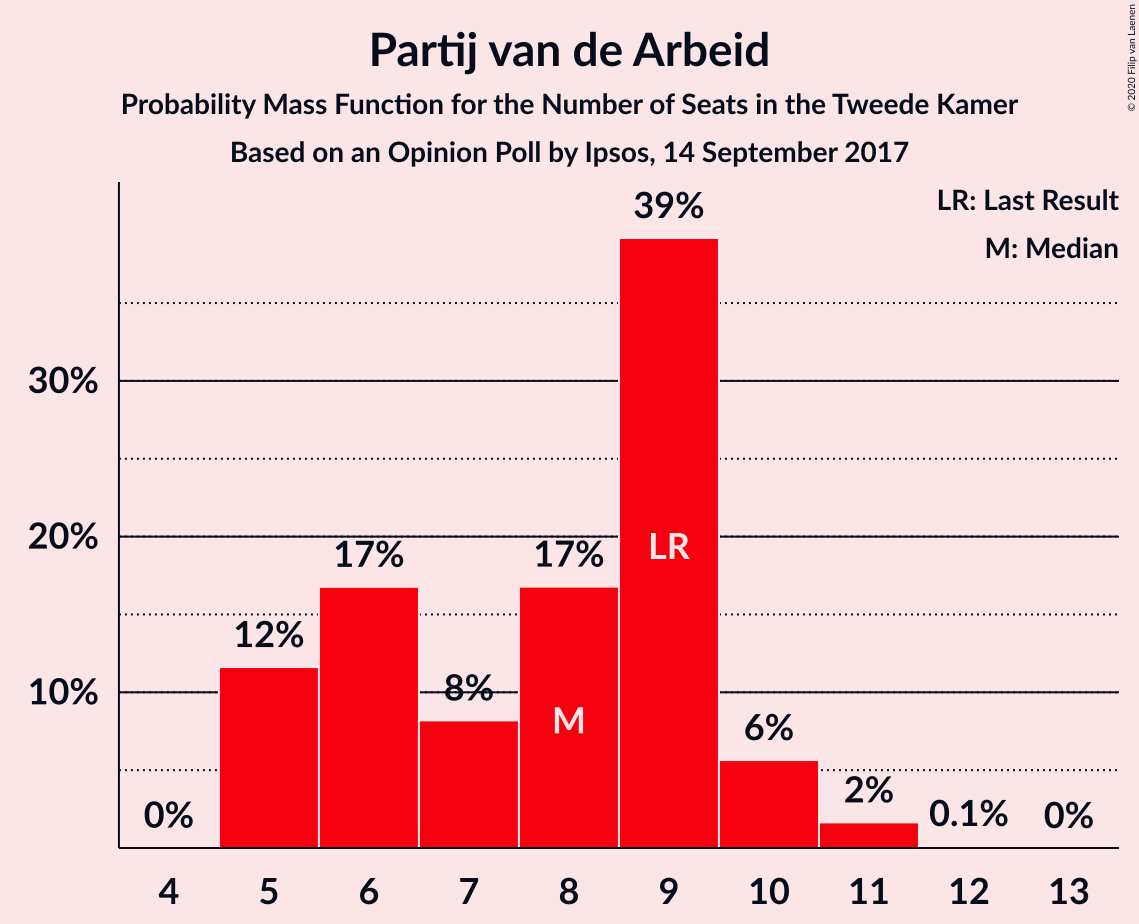 Partij van de Arbeid
Probability Mass Function for the Number of Seats in the Tweede Kamer
Based on an Opinion Poll by Ipsos, 14 September 2017
© 2020 Filip van Laenen
LR: Last Result
M: Median
39%
30%
20%
10%
0%
12%
17%
8%
17%
6%
2%
0.1%
0%
LR
M
4 5 6 7 8 9 10 11 12 13